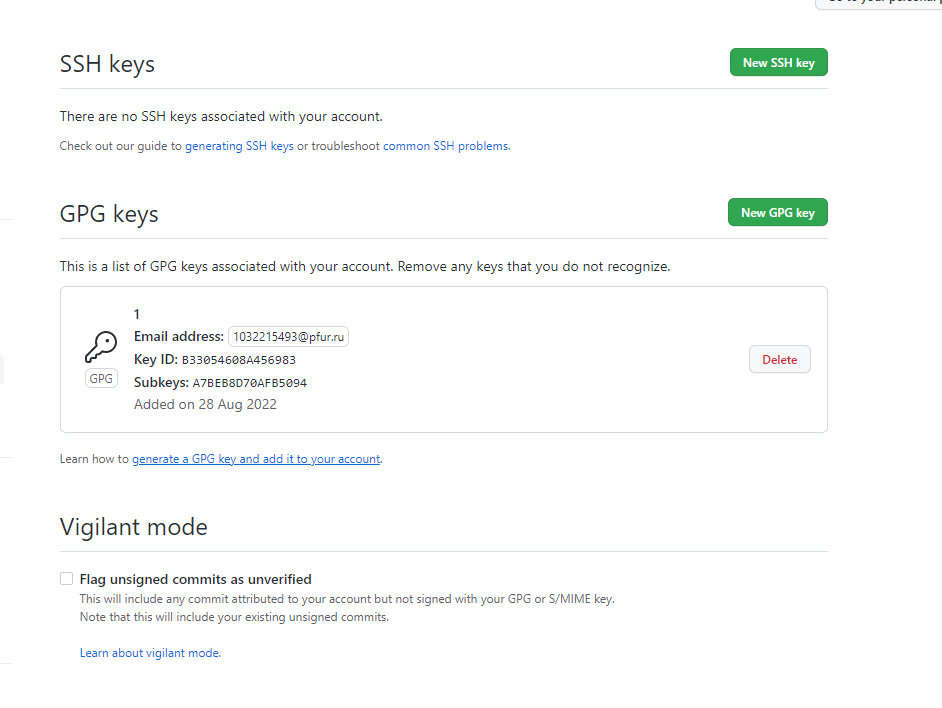 SSH keys
New SSH key
There are no SSH keys associated with your account.
Check out our guide to generating SSH keys or troubleshoot common SSH problems.
GPG keys
New GPG key
This is a list of GPG keys associated with your account. Remove any keys that you do not recognize.
1
Email address: 1032215493@pfur.ru
Key ID: B33054608A456983
GPG
Subkeys: A7BEB8D70AFB5094
Added on 28 Aug 2022
Delete
Learn how to generate a GPG key and add it to your account.
Vigilant mode
Flag unsigned commits as unverified
This will include any commit attributed to your account but not signed with your GPG or S/MIME key.
Note that this will include your existing unsigned commits.
Learn about vigilant mode.